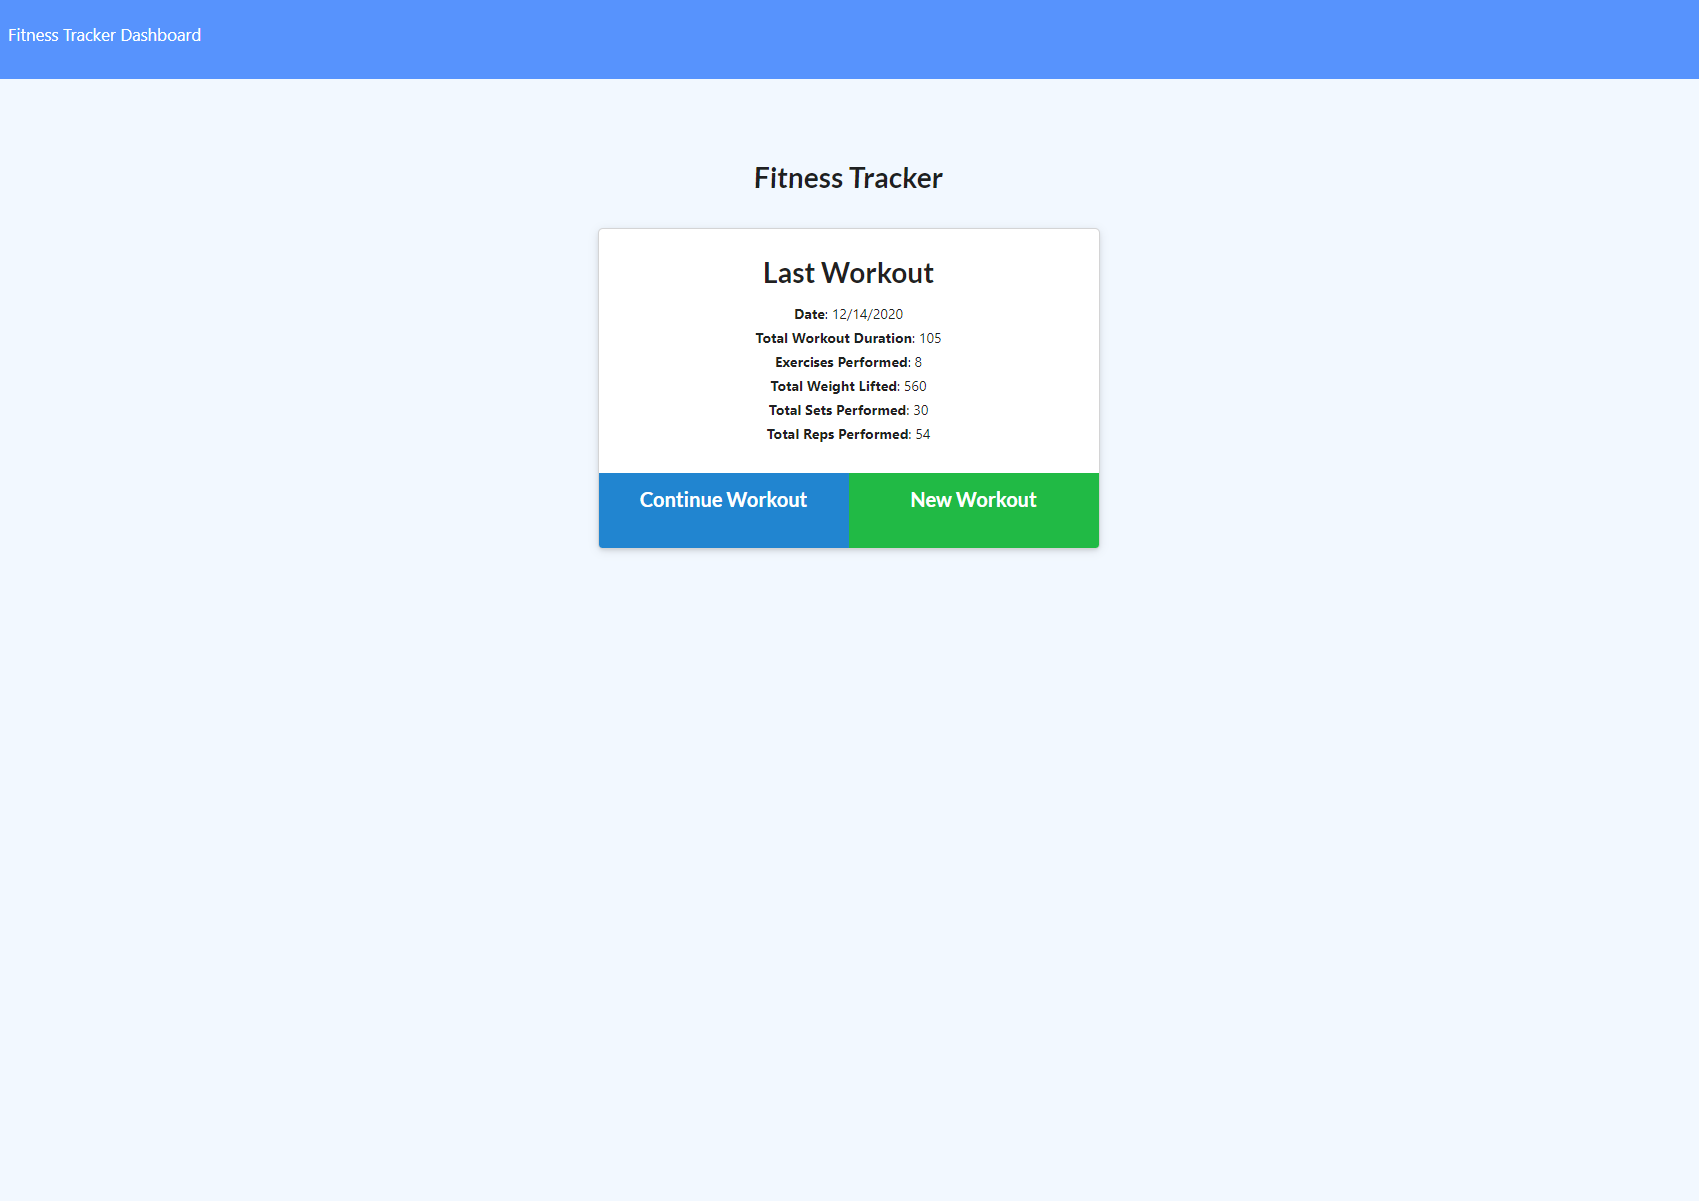 Fitness Tracker Dashboard
Fitness Tracker
Last Workout
Date: 12/14/2020
Total Workout Duration: 105
Exercises Performed: 8
Total Weight Lifted: 560
Total Sets Performed: 30
Total Reps Performed: 54
Continue Workout New Workout